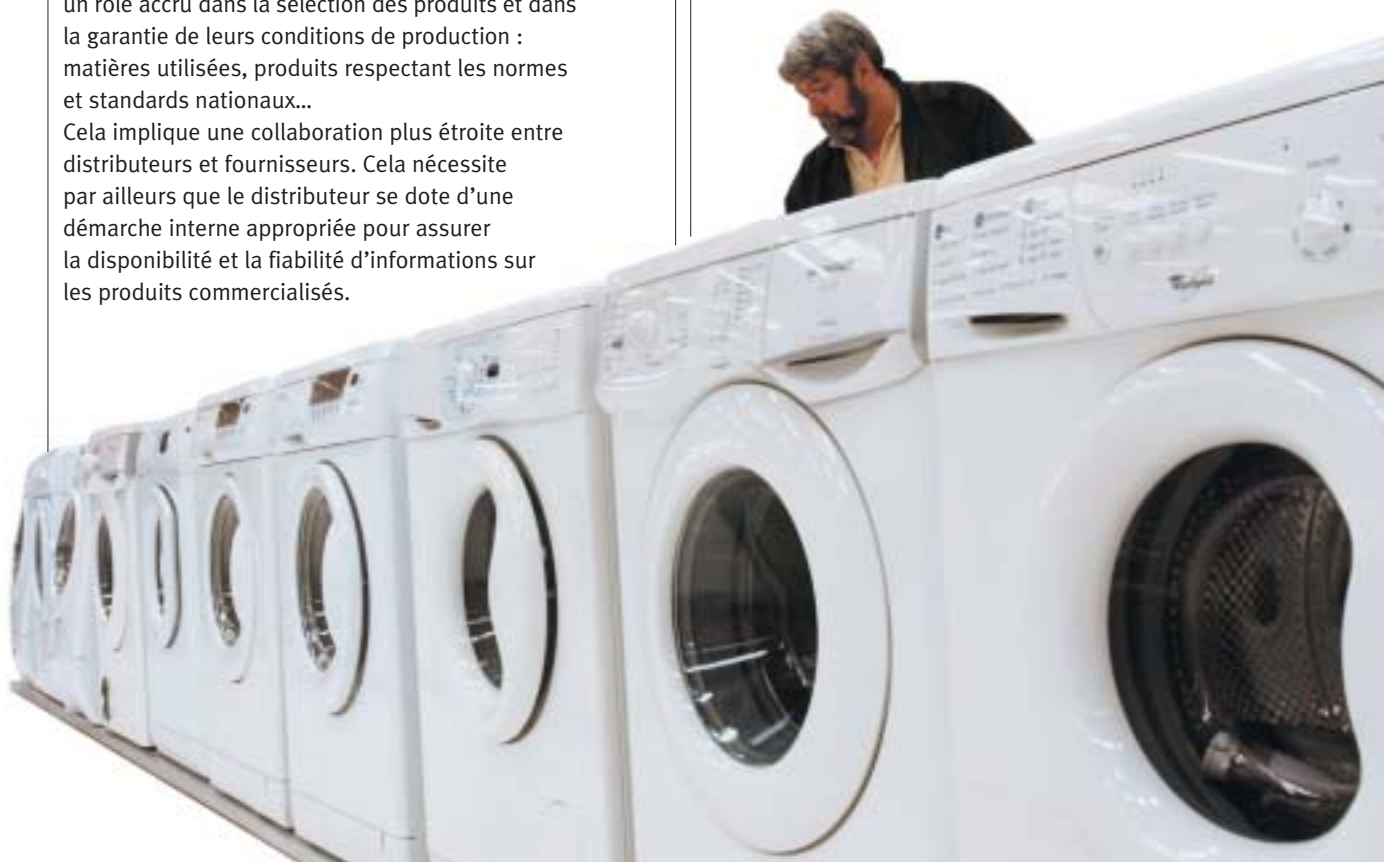 un rôle accru dans la sélection des produits et dans
la garantie de leurs conditions de production :
matières utilisées, produits respectant les normes
et standards nationaux...
Cela implique une collaboration plus étroite entre
distributeurs et fournisseurs. Cela nécessite
par ailleurs que le distributeur se dote d’une
démarche interne appropriée pour assurer
la disponibilité et la fiabilité d’informations sur
les produits commercialisés.
Whirlpool